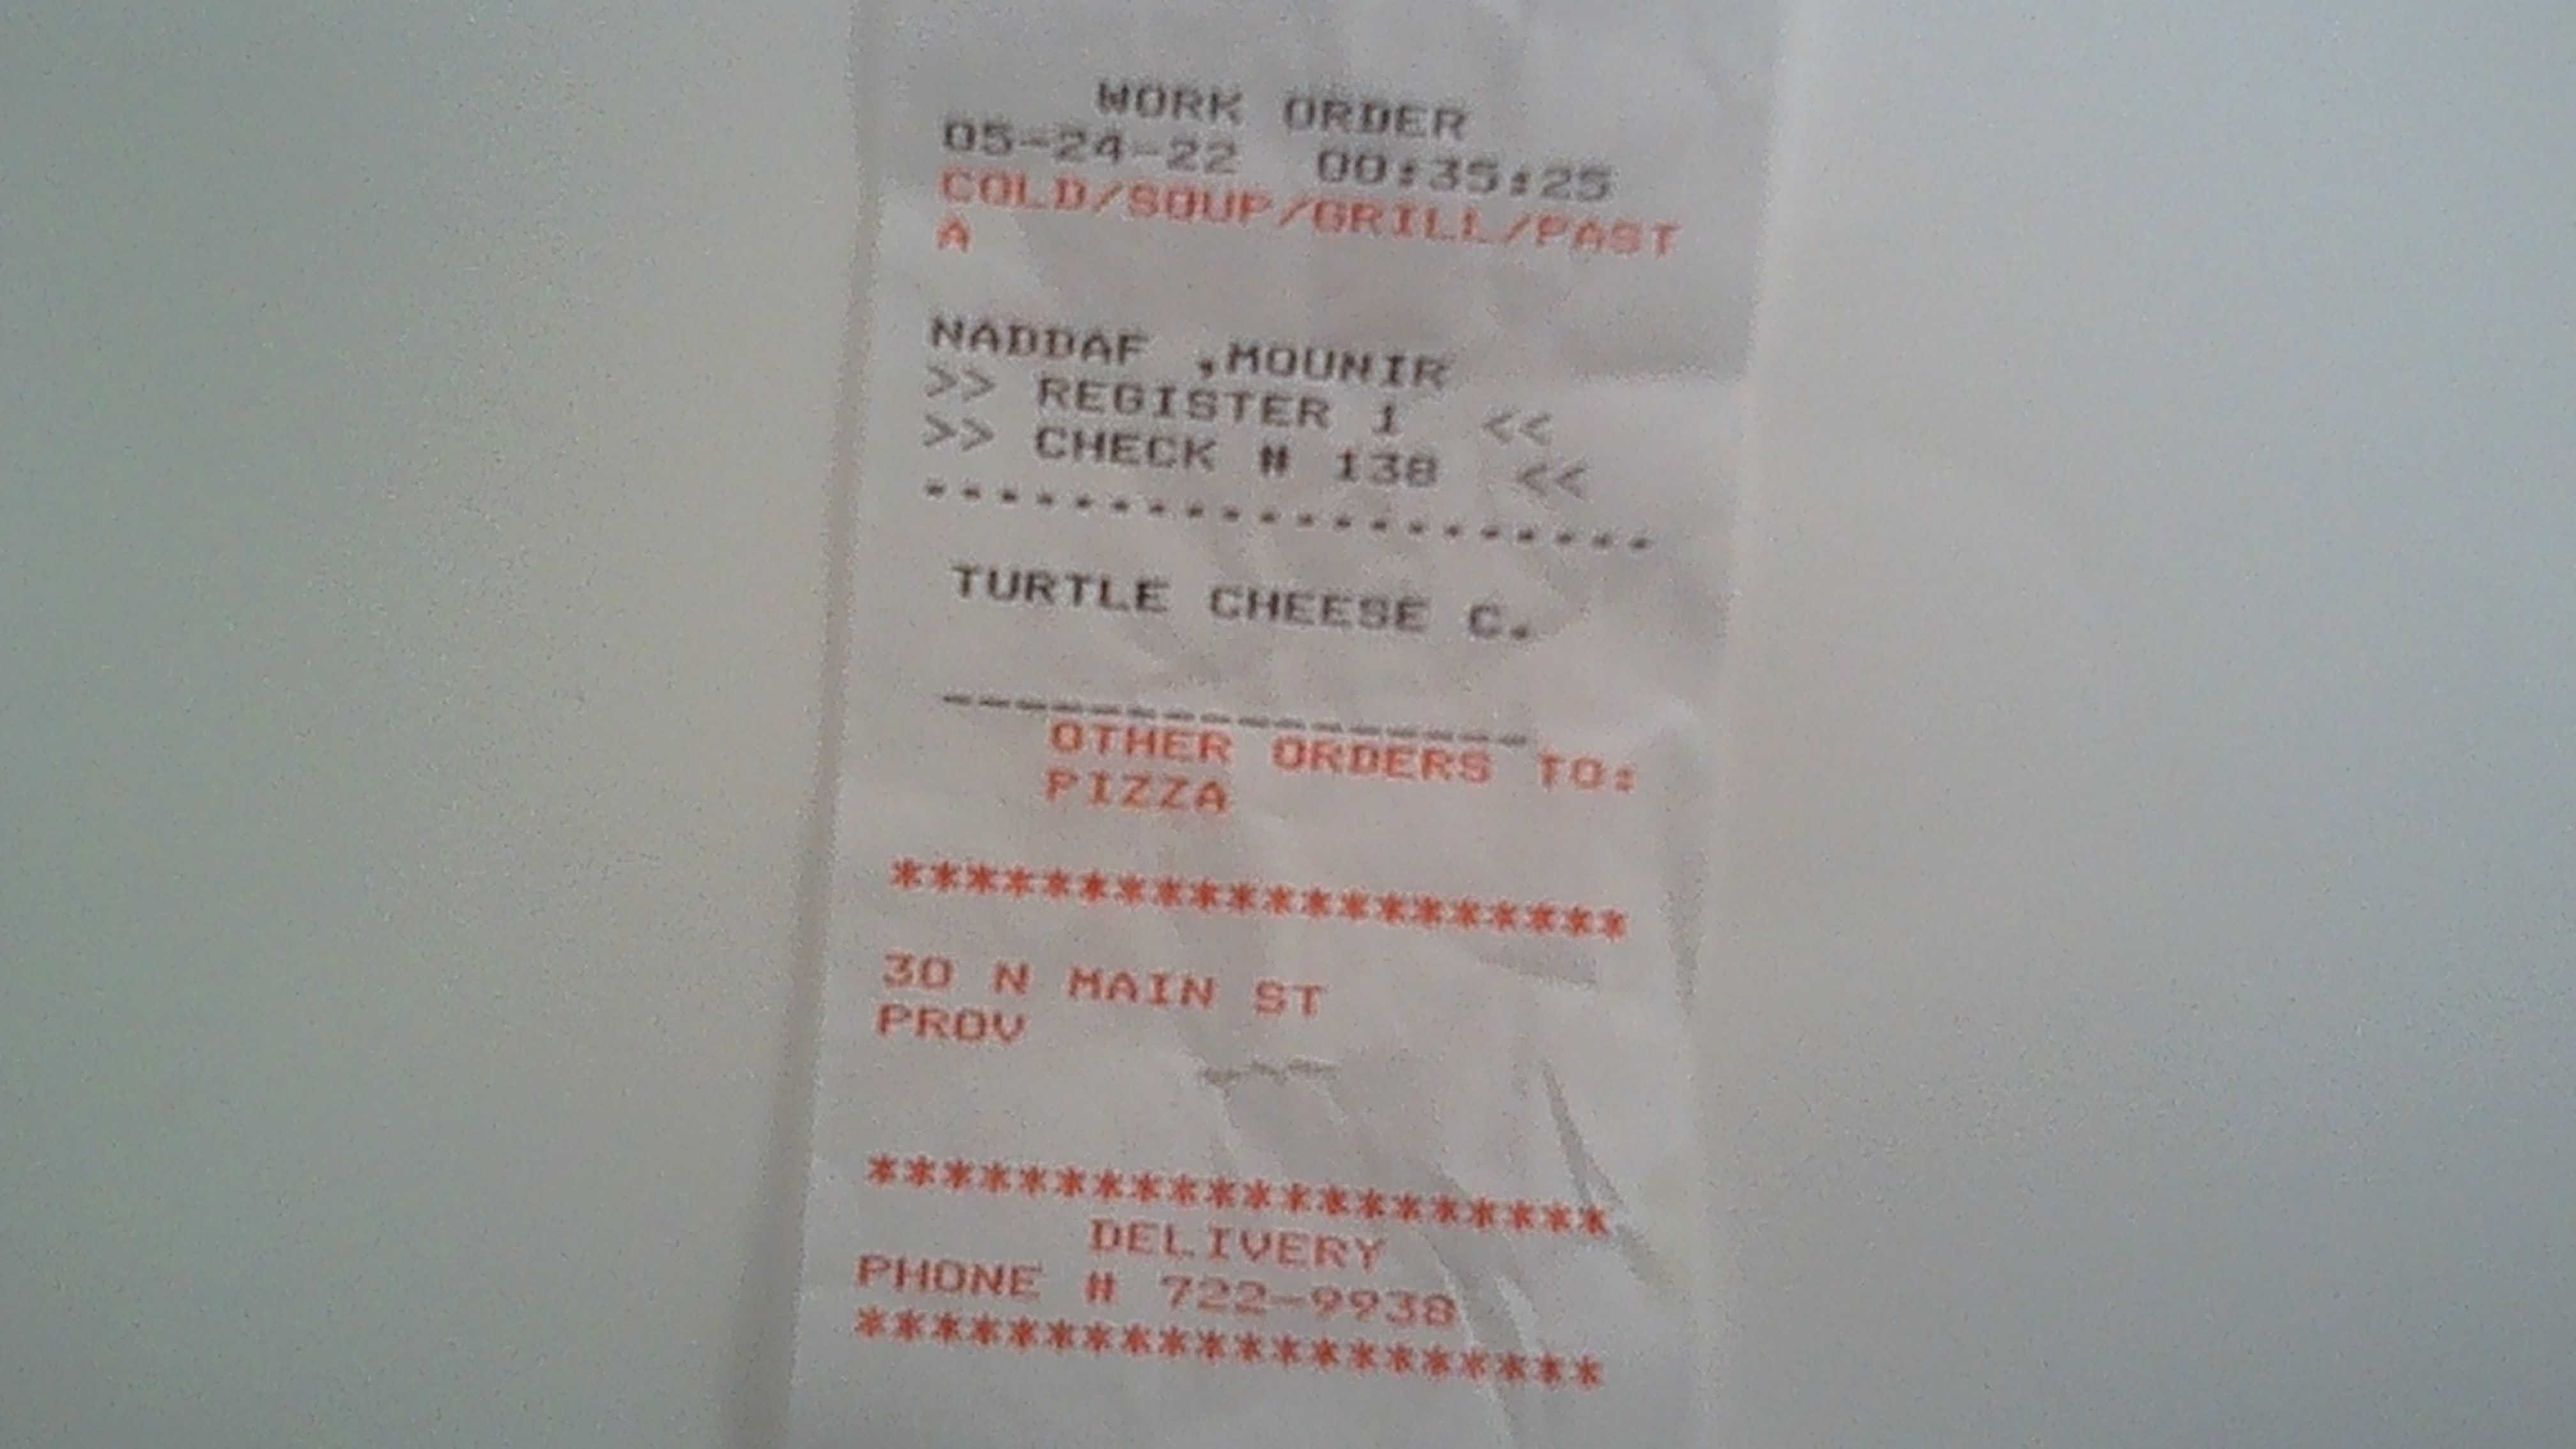 WORK ORDER
05-24-22 00:35:25
COLD/SOUP/GRILL/PAST
A
NADDAF ,MOUNIR
>> REGISTER 1 <<
>> CHECK # 138 <<
--------------------
TURTLE CHEESE C.
----------------
OTHER ORDERS TO:
PIZZA
********************
30 N MAIN ST
PROV
********************
DELIVERY
PHONE # 722-9938
********************